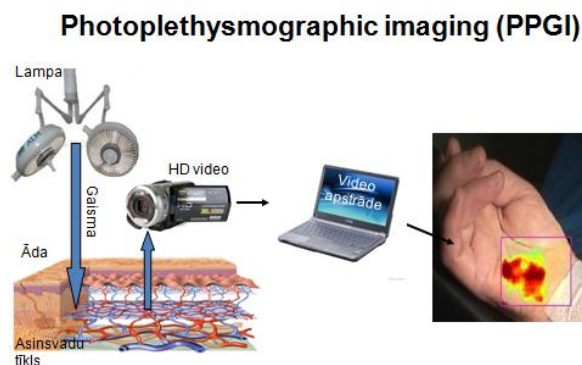 Photoplethysmographic imaging (PPGI)
Lampa
Gaisma
HD video
Video
apstrāde
Āda
Asinsvadu
tīkls